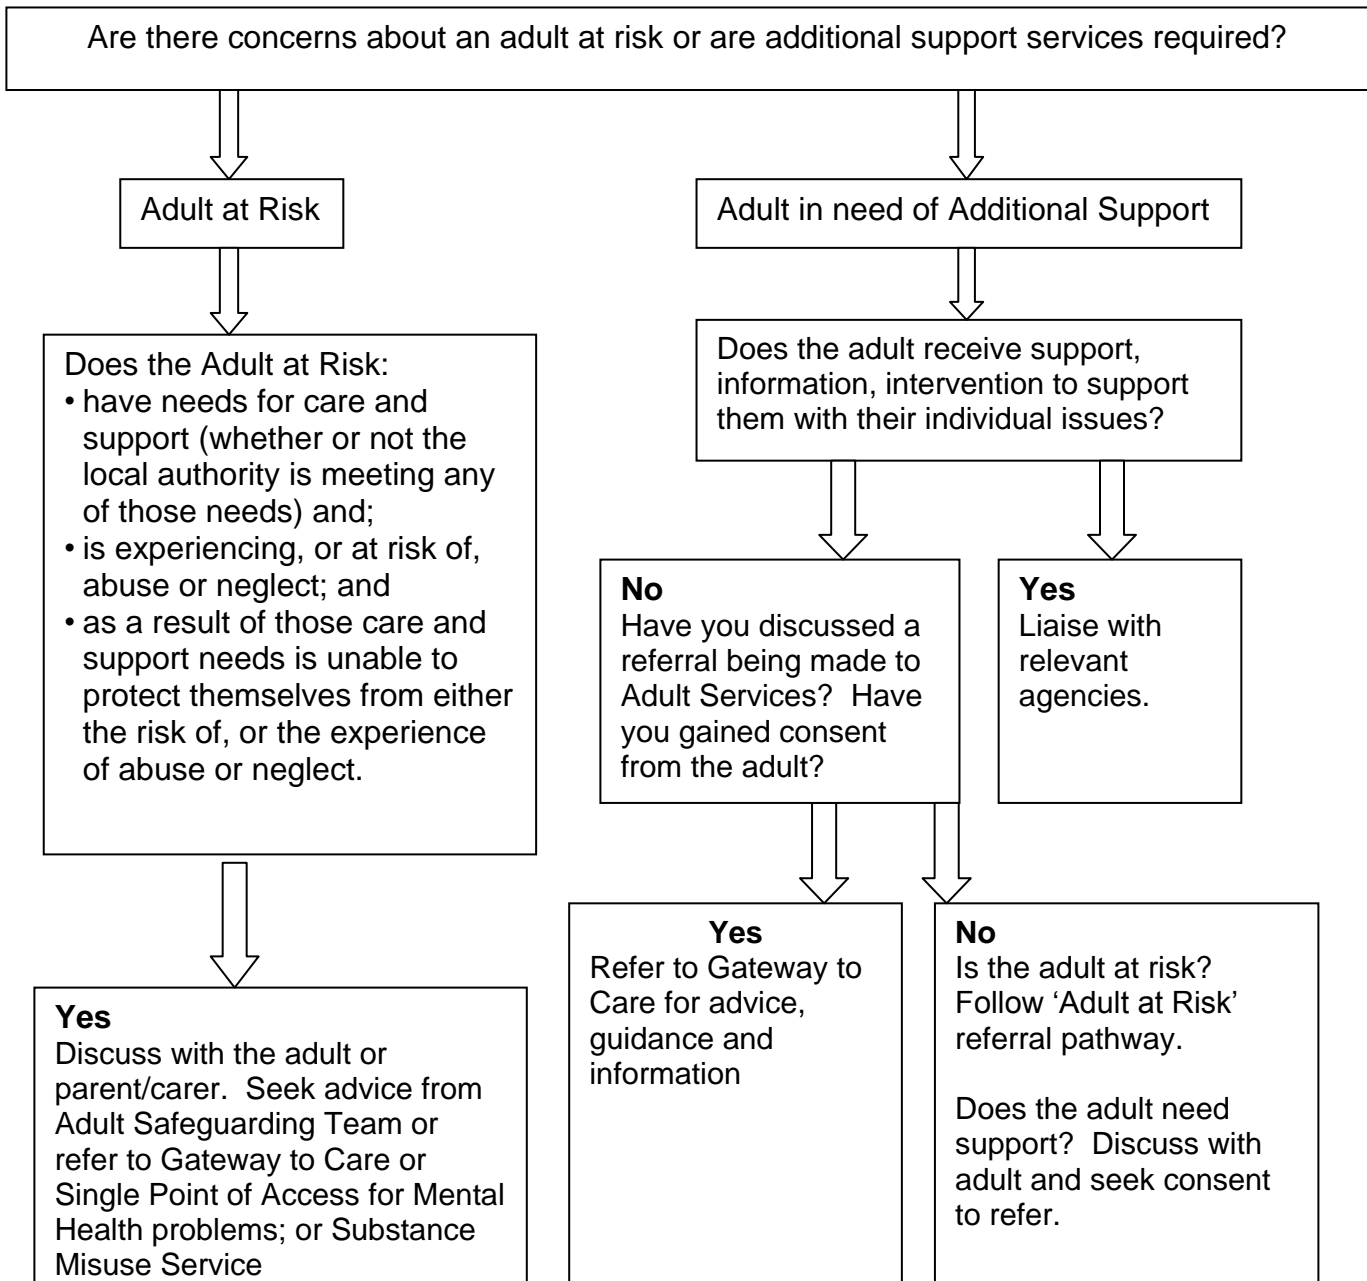 Are there concerns about an adult at risk or are additional support services required?
Adult at Risk
Adult in need of Additional Support
Does the Adult at Risk:
• have needs for care and
support (whether or not the
local authority is meeting any
of those needs) and;
• is experiencing, or at risk of,
abuse or neglect; and
• as a result of those care and
support needs is unable to
protect themselves from either
the risk of, or the experience
of abuse or neglect.
Does the adult receive support,
information, intervention to support
them with their individual issues?
No
Have you discussed a
referral being made to
Adult Services?  Have
you gained consent
from the adult?
Yes
Liaise with
relevant
agencies.
Yes
Discuss with the adult or
parent/carer.  Seek advice from
Adult Safeguarding Team or
refer to Gateway to Care or
Single Point of Access for Mental
Health problems; or Substance
Misuse Service
Yes
Refer to Gateway to
Care for advice,
guidance and
information
No
Is the adult at risk?
Follow ‘Adult at Risk’
referral pathway.
Does the adult need
support?  Discuss with
adult and seek consent
to refer.